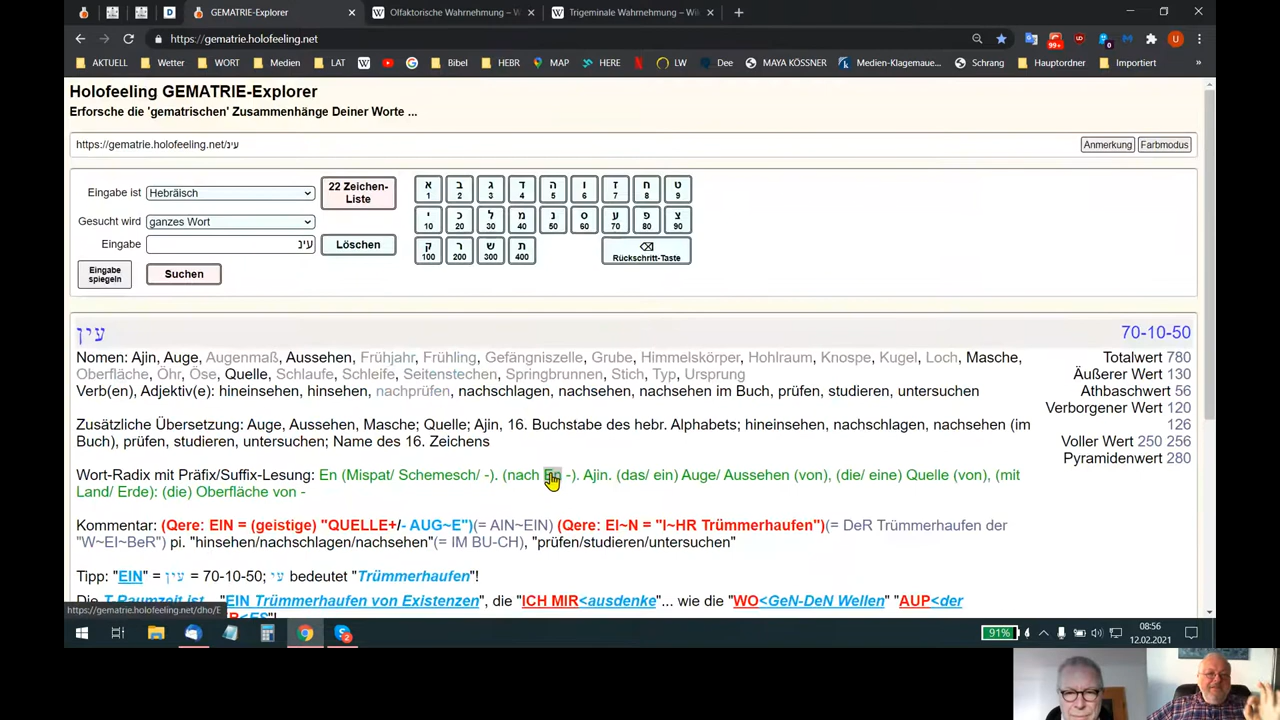 GEMATRIE-Explorer
Olfaktorische Wahrnehmung – W
Trigeminale Wahrnehmung – Wik
https://gematrie.holofeeling.net
99+
0
U
AKTUELL Wetter WORT Medien LAT Bibel HEBR MAP HERE LW Dee MAYA KÖSSNER Medien-Klagemaue... Schrang Hauptordner Importiert »
Holofeeling GEMATRIE-Explorer
Erforsche die 'gematrischen' Zusammenhänge Deiner Worte ...
https://gematrie.holofeeling.net/עינ
Anmerkung Farbmodus
Eingabe ist Hebräisch
22 Zeichen-
Liste
Gesucht wird ganzes Wort
Eingabe עינ Löschen
Eingabe
spiegeln
Suchen
א ב ג ד ה ו ז ח ט
1 2 3 4 5 6 7 8 9
י כ ל מ נ ס ע פ צ
10 20 30 40 50 60 70 80 90
ק ר ש ת
100 200 300 400
Rückschritt-Taste
עין 70-10-50
Nomen: Ajin, Auge, Augenmaß, Aussehen, Frühjahr, Frühling, Gefängniszelle, Grube, Himmelskörper, Hohlraum, Knospe, Kugel, Loch, Masche,
Oberfläche, Öhr, Öse, Quelle, Schlaufe, Schleife, Seitenstechen, Springbrunnen, Stich, Typ, Ursprung
Verb(en), Adjektiv(e): hineinsehen, hinsehen, nachprüfen, nachschlagen, nachsehen, nachsehen im Buch, prüfen, studieren, untersuchen
Totalwert 780
Äußerer Wert 130
Athbaschwert 56
Verborgener Wert 120
126
Voller Wert 250 256
Pyramidenwert 280
Zusätzliche Übersetzung: Auge, Aussehen, Masche; Quelle; Ajin, 16. Buchstabe des hebr. Alphabets; hineinsehen, nachschlagen, nachsehen (im
Buch), prüfen, studieren, untersuchen; Name des 16. Zeichens
Wort-Radix mit Präfix/Suffix-Lesung: En (Mispat/ Schemesch/ -). (nach En -). Ajin. (das/ ein) Auge/ Aussehen (von), (die/ eine) Quelle (von), (mit
Land/ Erde): (die) Oberfläche von -
Kommentar: (Qere: EIN = (geistige) "QUELLE+/- AUG~E")(= AIN~EIN) (Qere: EI~N = "I~HR Trümmerhaufen")(= DeR Trümmerhaufen der
"W~EI~BeR") pi. "hinsehen/nachschlagen/nachsehen"(= IM BU-CH), "prüfen/studieren/untersuchen"
Tipp: "EIN" = עין = 70-10-50; עי bedeutet "Trümmerhaufen"!
Die T-Raumzeit ist... "EIN Trümmerhaufen von Existenzen", die "ICH MIR<ausdenke"... wie die "WO<GeN-DeN Wellen" "AUP<der
https://gematrie.holofeeling.net/dho/E
91%
08:56
12.02.2021